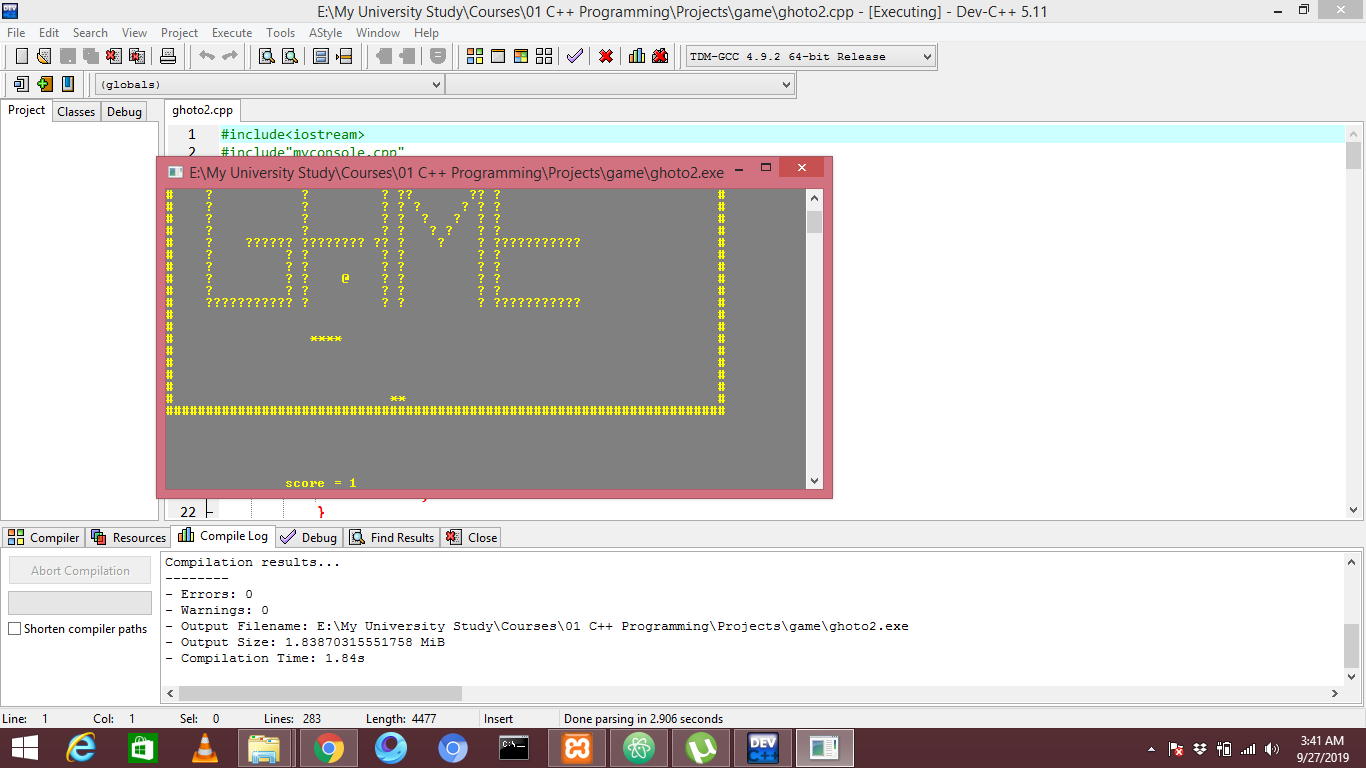 E:\My University Study\Courses\01 C++ Programming\Projects\game\ghoto2.cpp - [Executing] - Dev-C++ 5.11
File Edit Search View Project Execute Tools AStyle Window Help
TDM-GCC 4.9.2 64-bit Release
(globals)
Project Classes Debug
ghoto2.cpp
1 #include<iostream>
2 #include"myconsole.cpp"
E:\My University Study\Courses\01 C++ Programming\Projects\game\ghoto2.exe
# ? ? ? ?? ?? ? #
# ? ? ? ? ? ? ? ? #
# ? ? ? ? ? ? ? ? #
# ? ? ? ? ? ? ? ? #
# ? ?????? ???????? ?? ? ? ? ??????????? #
# ? ? ? ? ? ? ? #
# ? ? ? ? ? ? ? #
# ? ? ? @ ? ? ? ? #
# ? ? ? ? ? ? ? #
# ??????????? ? ? ? ? ??????????? #
# #
# #
# **** #
# #
# #
# #
# #
# ** #
######################################################################
score = 1
22 }
Compiler Resources Compile Log Debug Find Results Close
Abort Compilation
Shorten compiler paths
Compilation results...
--------
- Errors: 0
- Warnings: 0
- Output Filename: E:\My University Study\Courses\01 C++ Programming\Projects\game\ghoto2.exe
- Output Size: 1.83870315551758 MiB
- Compilation Time: 1.84s
Line: 1 Col: 1 Sel: 0 Lines: 283 Length: 4477 Insert Done parsing in 2.906 seconds
DEV C++
3:41 AM
9/27/2019